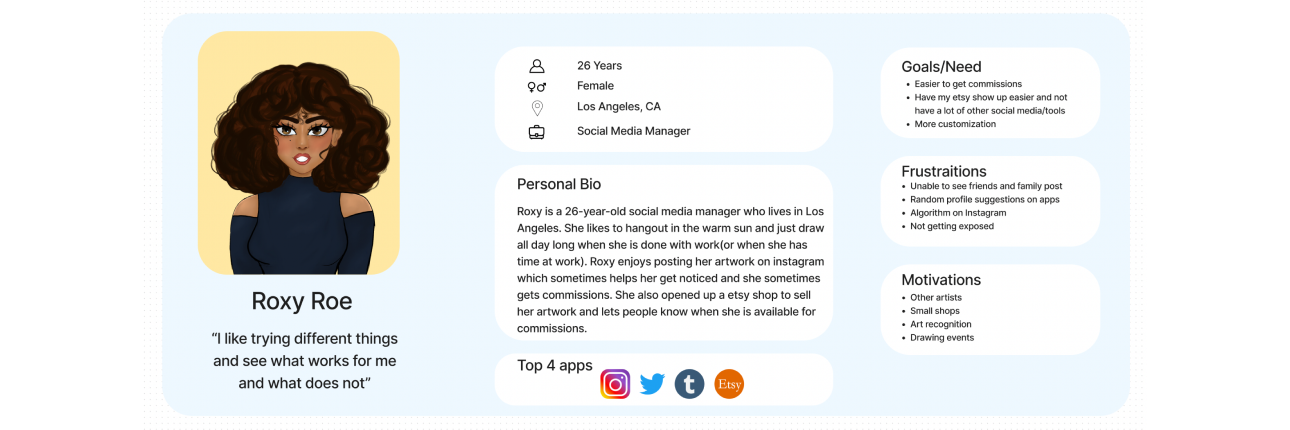 Roxy Roe
“I like trying different things
and see what works for me
and what does not”
26 Years
Female
Los Angeles, CA
Social Media Manager
Personal Bio
Roxy is a 26-year-old social media manager who lives in Los
Angeles. She likes to hangout in the warm sun and just draw
all day long when she is done with work(or when she has
time at work). Roxy enjoys posting her artwork on instagram
which sometimes helps her get noticed and she sometimes
gets commissions. She also opened up a etsy shop to sell
her artwork and lets people know when she is available for
commissions.
Top 4 apps
t
Etsy
Goals/Need
• Easier to get commissions
• Have my etsy show up easier and not
have a lot of other social media/tools
• More customization
Frustraitions
• Unable to see friends and family post
• Random profile suggestions on apps
• Algorithm on Instagram
• Not getting exposed
Motivations
• Other artists
• Small shops
• Art recognition
• Drawing events